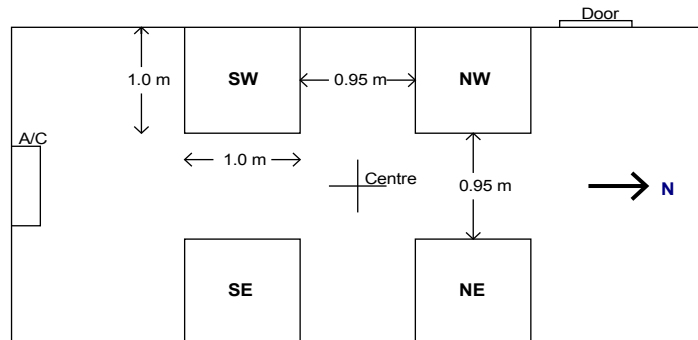 Door
1.0 m
SW
0.95 m
NW
A/C
1.0 m
Centre
0.95 m
N
SE
NE